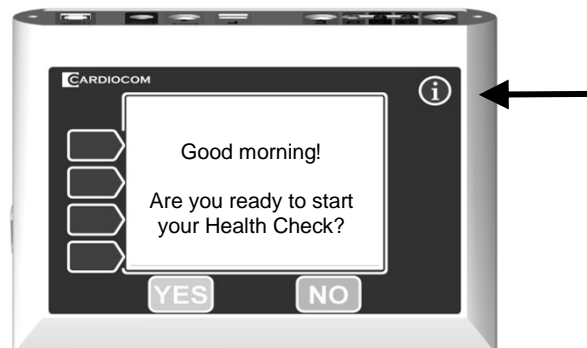 CARDIOCOM
i
Good morning!
Are you ready to start
your Health Check?
YES
NO